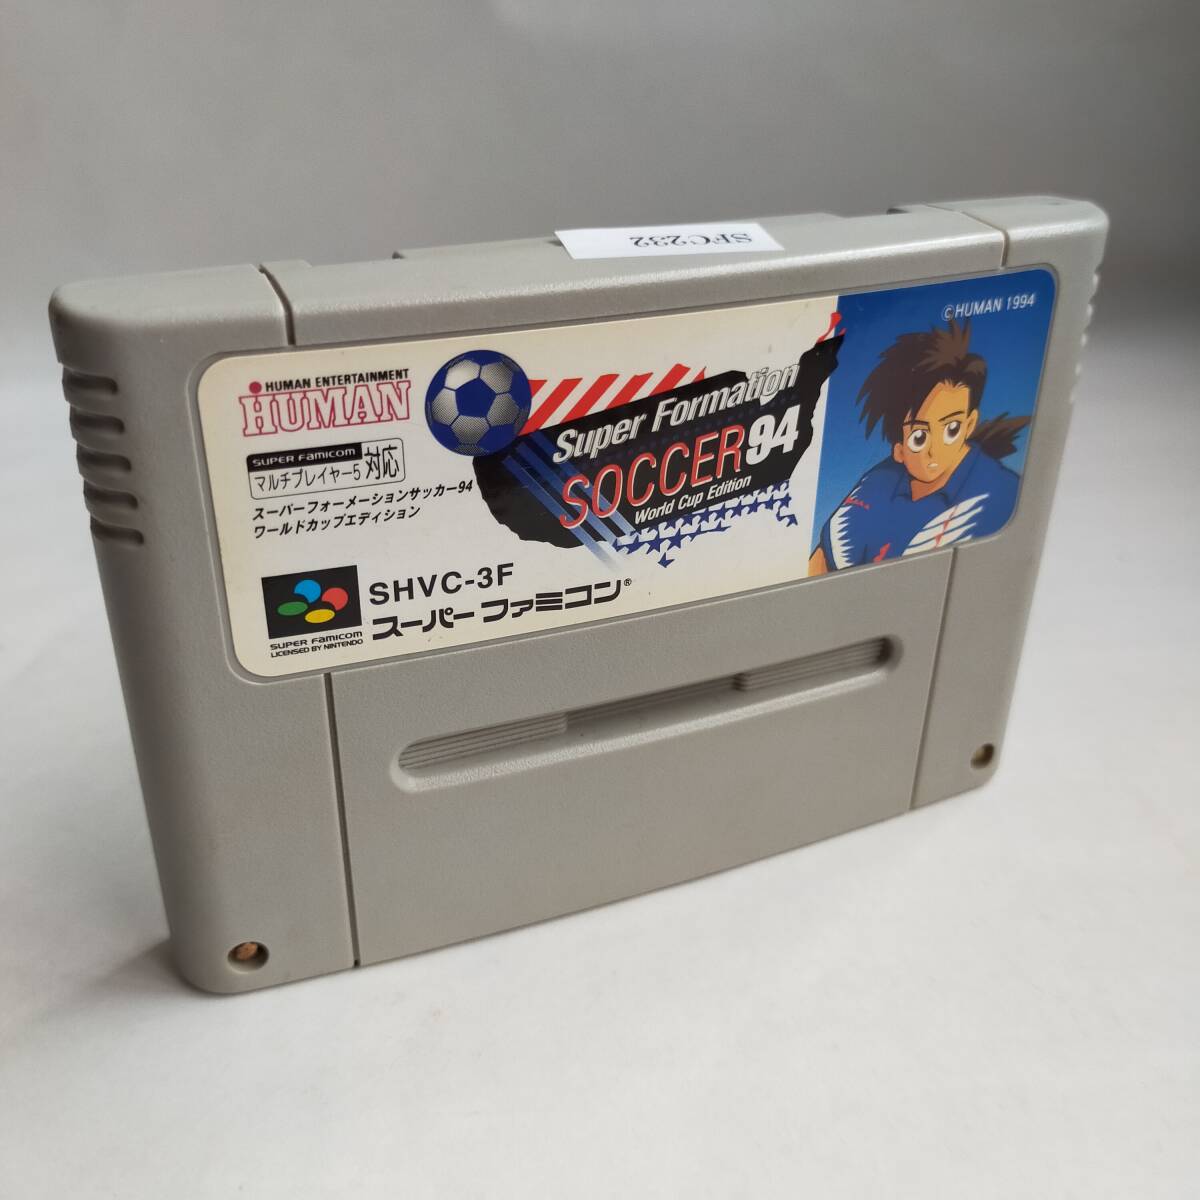 SFC232
©HUMAN 1994
HUMAN ENTERTAINMENT
HUMAN
SUPER FAMICOM
マルチプレイヤー5 対応
スーパーフォーメーションサッカー94
ワールドカップエディション
Super Formation
SOCCER 94
World Cup Edition
SHVC-3F
スーパーファミコン®
SUPER FAMICOM
LICENSED BY NINTENDO